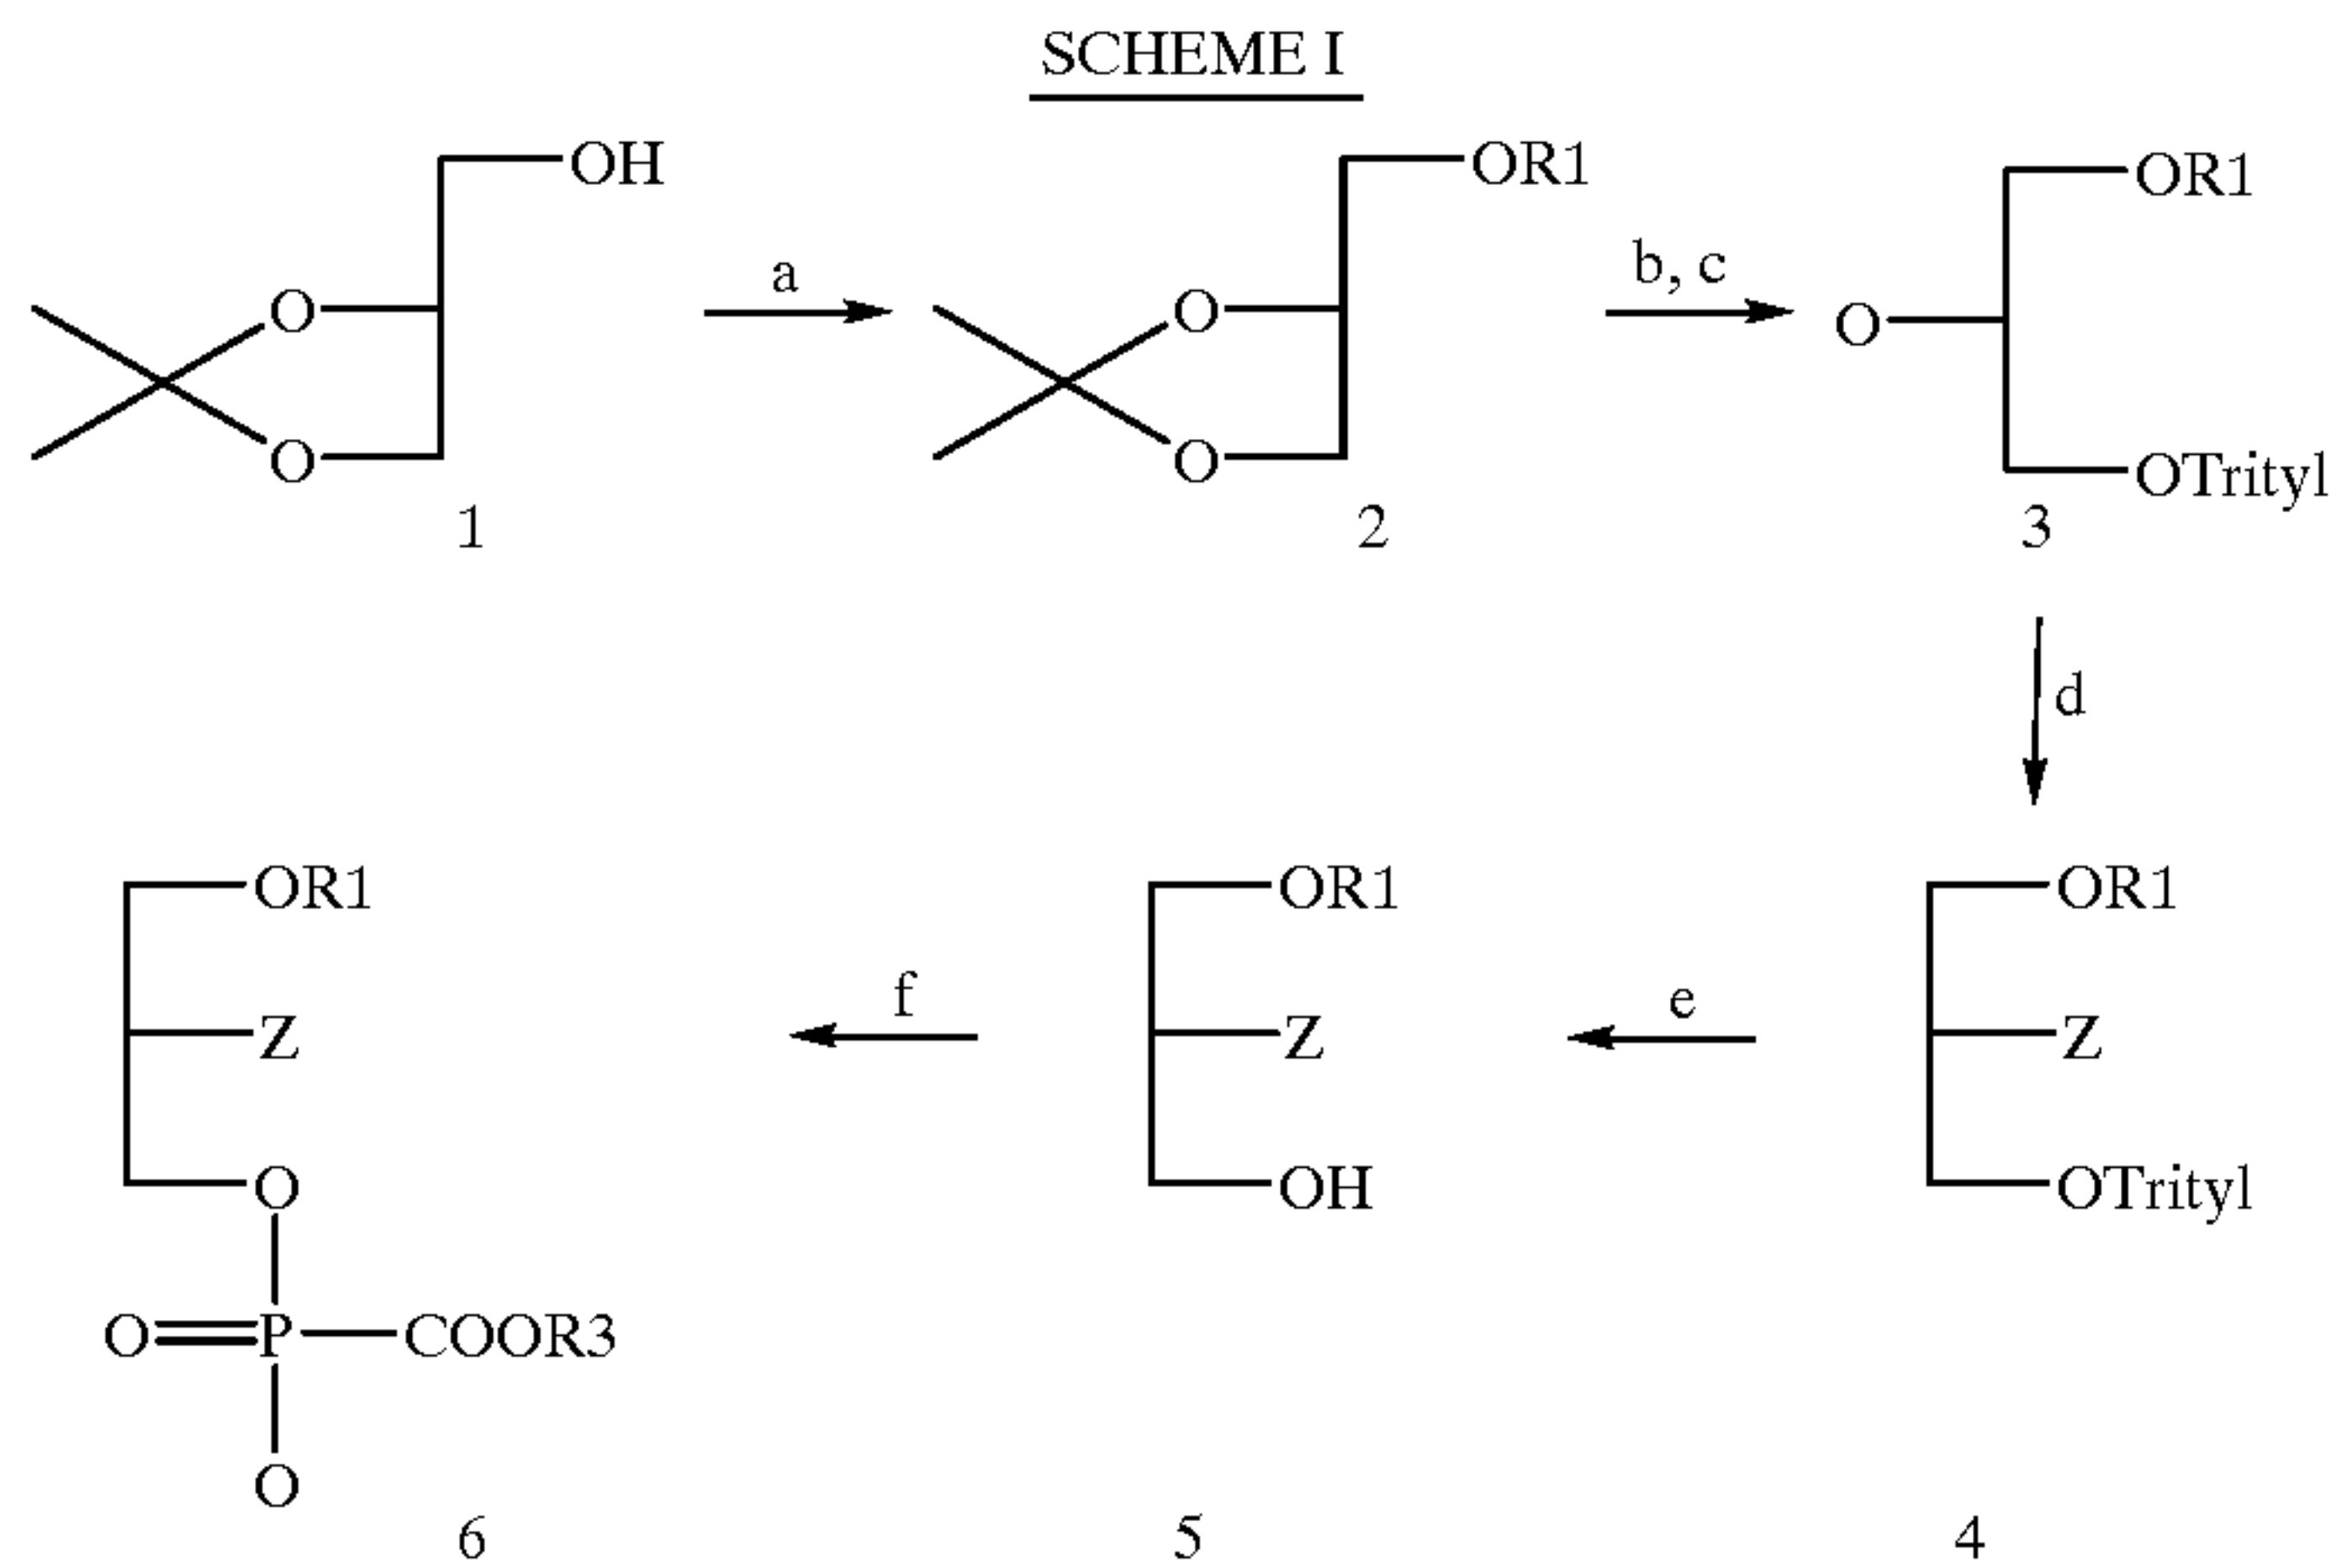 SCHEME I
OH
O
O
1
a
OR1
O
O
2
b, c
OR1
O
OTrityl
3
d
OR1
Z
OTrityl
4
e
OR1
Z
OH
5
f
OR1
Z
O
O P COOR3
O
6